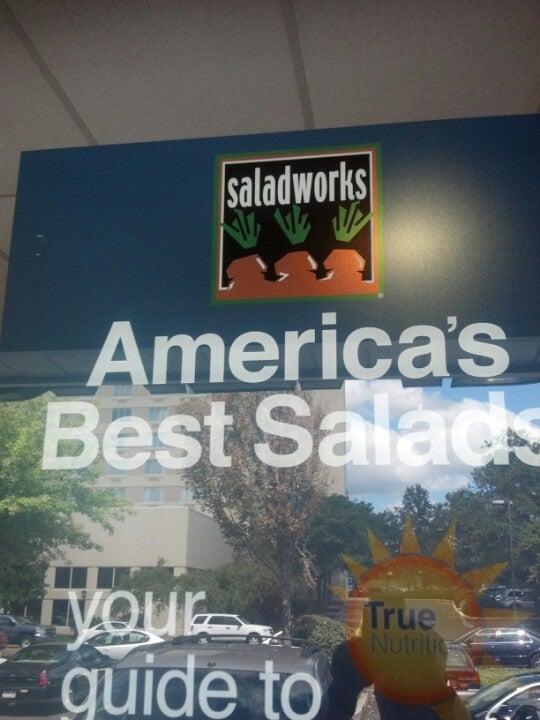 saladworks
America's
Best Salads
your
guide to
True